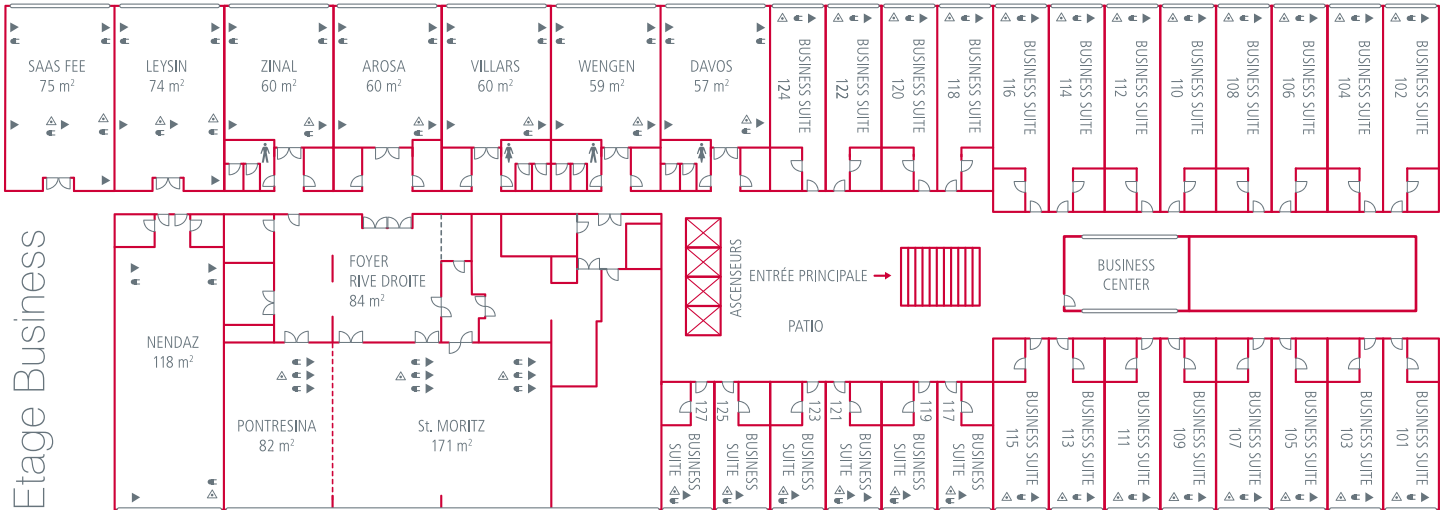 Etage Business
SAAS FEE
75 m²
LEYSIN
74 m²
ZINAL
60 m²
AROSA
60 m²
VILLARS
60 m²
WENGEN
59 m²
DAVOS
57 m²
BUSINESS SUITE
124
BUSINESS SUITE
122
BUSINESS SUITE
120
BUSINESS SUITE
118
BUSINESS SUITE
116
BUSINESS SUITE
114
BUSINESS SUITE
112
BUSINESS SUITE
110
BUSINESS SUITE
108
BUSINESS SUITE
106
BUSINESS SUITE
104
BUSINESS SUITE
102
NENDAZ
118 m²
FOYER
RIVE DROITE
84 m²
PONTRESINA
82 m²
St. MORITZ
171 m²
ASCENSEURS
ENTRÉE PRINCIPALE
PATIO
BUSINESS
CENTER
127
BUSINESS
SUITE
125
BUSINESS
SUITE
123
BUSINESS
SUITE
121
BUSINESS
SUITE
119
BUSINESS
SUITE
117
BUSINESS
SUITE
BUSINESS SUITE
115
BUSINESS SUITE
113
BUSINESS SUITE
111
BUSINESS SUITE
109
BUSINESS SUITE
107
BUSINESS SUITE
105
BUSINESS SUITE
103
BUSINESS SUITE
101